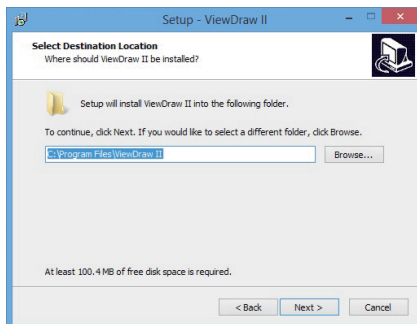 Setup - ViewDraw II
Select Destination Location
Where should ViewDraw II be installed?
Setup will install ViewDraw II into the following folder.
To continue, click Next. If you would like to select a different folder, click Browse.
C:\Program Files\ViewDraw II
Browse...
At least 100.4 MB of free disk space is required.
< Back
Next >
Cancel